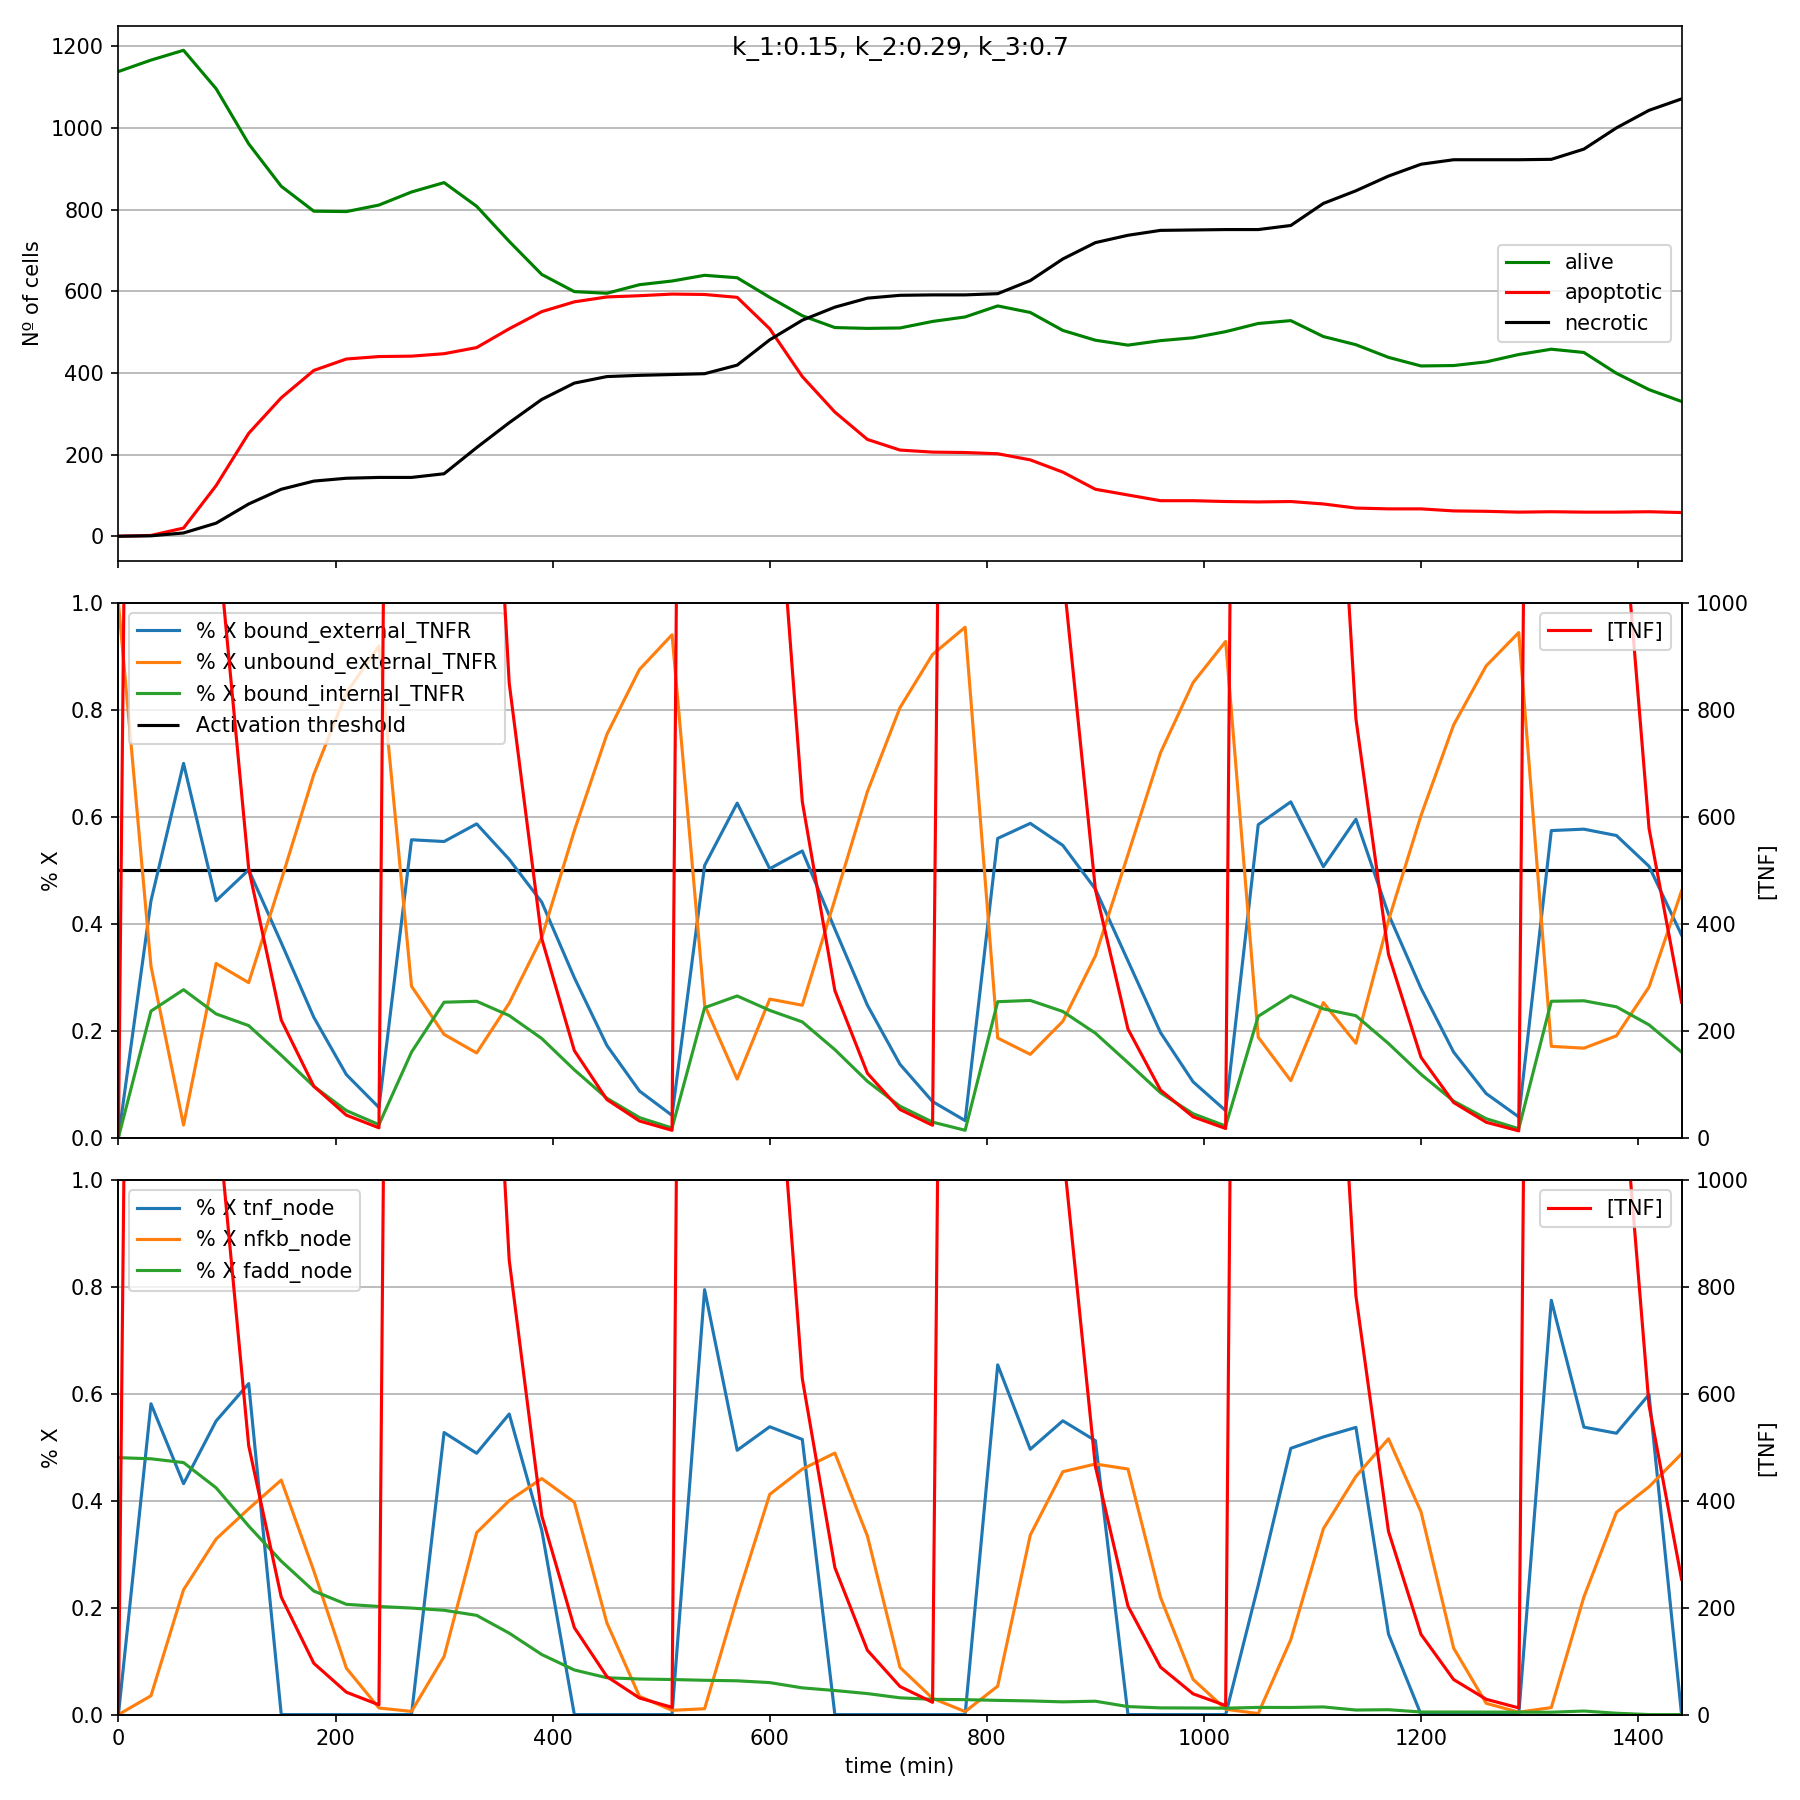 k_1:0.15, k_2:0.29, k_3:0.7
1200
1000
800
600
400
200
0
Nº of cells
alive
apoptotic
necrotic
1.0
0.8
0.6
0.4
0.2
0.0
% X
% X bound_external_TNFR
% X unbound_external_TNFR
% X bound_internal_TNFR
Activation threshold
[TNF]
1000
800
600
400
200
0
[TNF]
1.0
0.8
0.6
0.4
0.2
0.0
% X
% X tnf_node
% X nfkb_node
% X fadd_node
[TNF]
1000
800
600
400
200
0
[TNF]
0 200 400 600 800 1000 1200 1400
time (min)